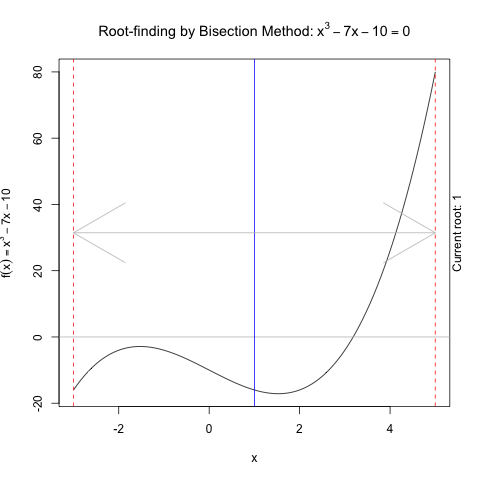 Root-finding by Bisection Method: x³ − 7x − 10 = 0
f(x) = x³ − 7x − 10
80
60
40
20
0
-20
Current root: 1
-2
0
2
4
x